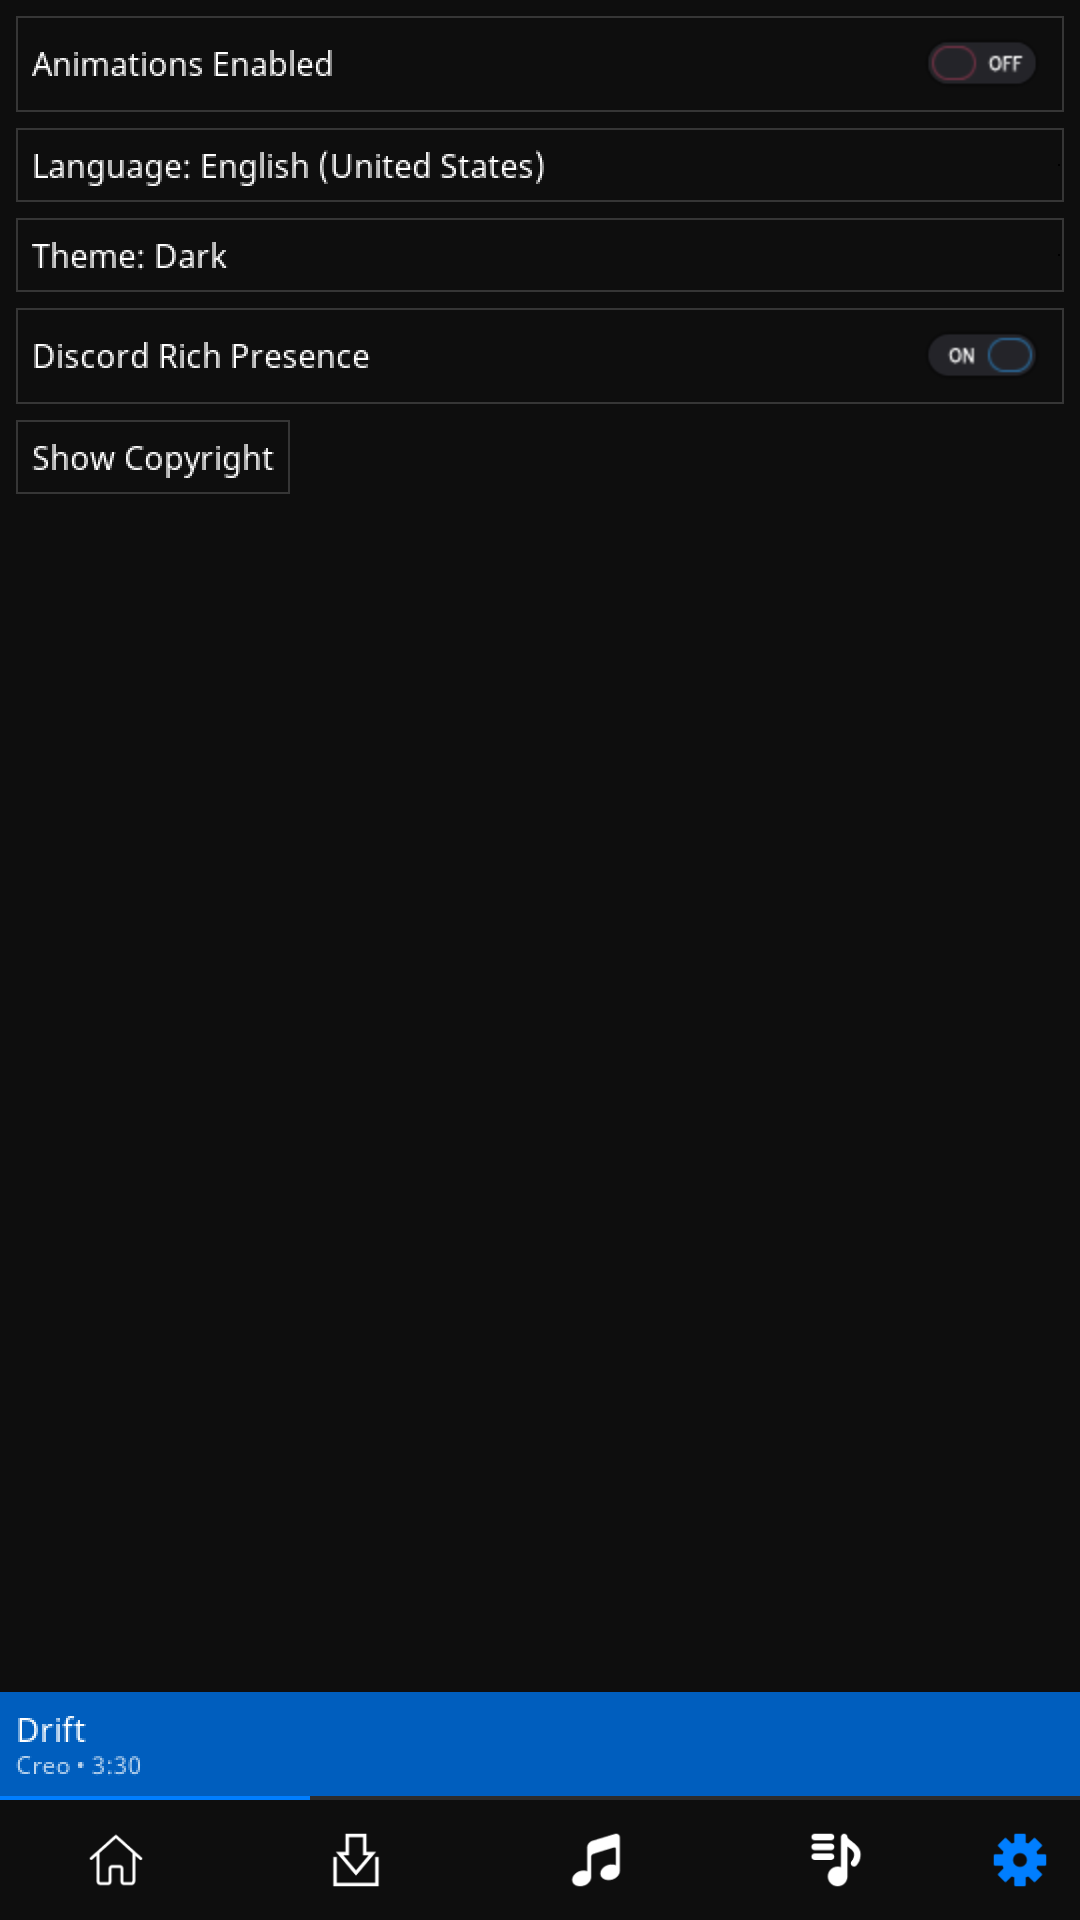 Animations Enabled
OFF
Language: English (United States)
Theme: Dark
Discord Rich Presence
ON
Show Copyright
Drift
Creo • 3:30